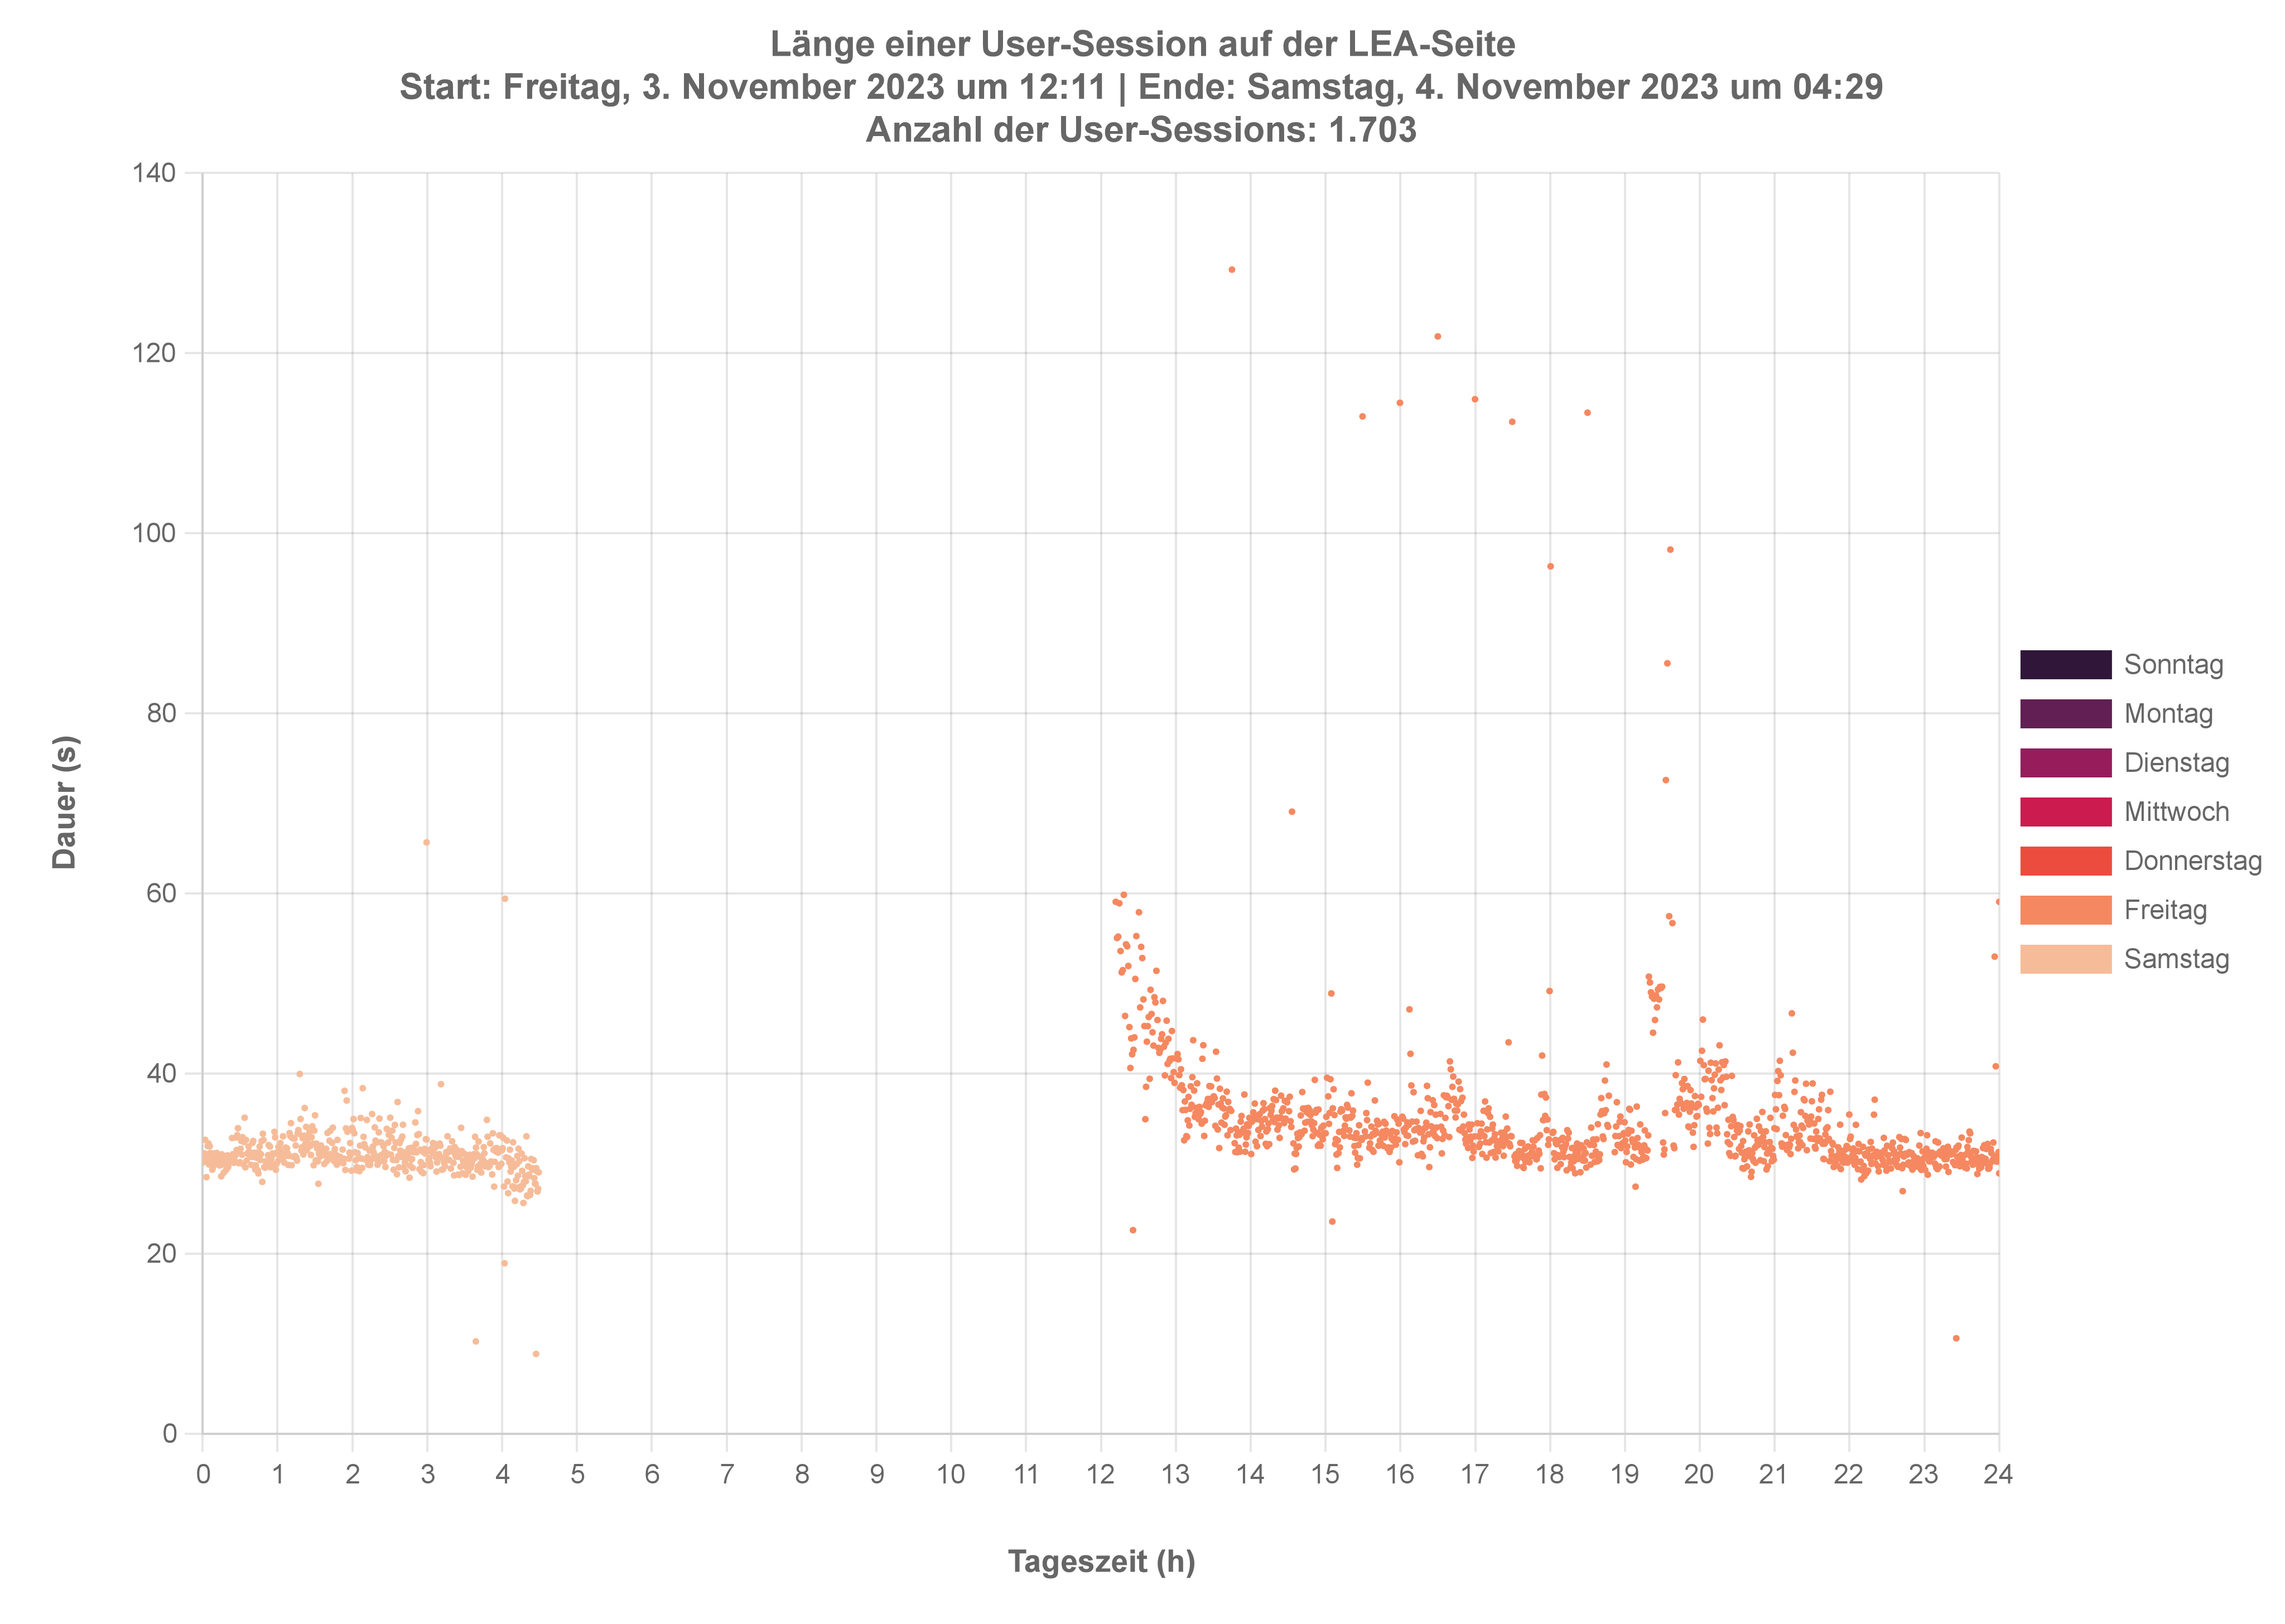 Länge einer User-Session auf der LEA-Seite
Start: Freitag, 3. November 2023 um 12:11 | Ende: Samstag, 4. November 2023 um 04:29
Anzahl der User-Sessions: 1.703
140
120
100
80
60
40
20
0
Dauer (s)
0 1 2 3 4 5 6 7 8 9 10 11 12 13 14 15 16 17 18 19 20 21 22 23 24
Tageszeit (h)
Sonntag
Montag
Dienstag
Mittwoch
Donnerstag
Freitag
Samstag